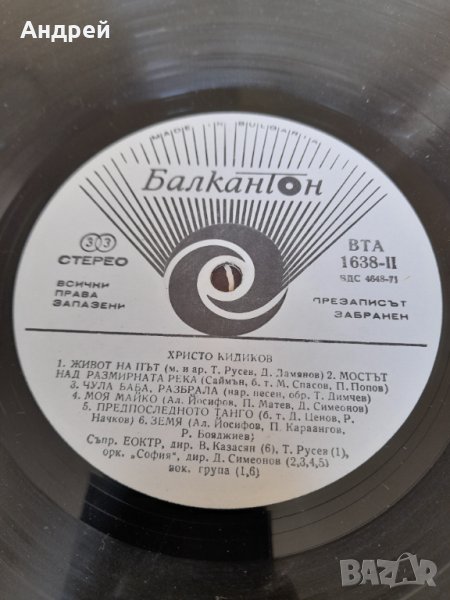 Андрей
MADE IN BULGARIA
Балкантон
33
СТЕРЕО
ВСИЧКИ
ПРАВА
ЗАПАЗЕНИ
ВТА
1638-II
БДС 4648-71
ПРЕЗАПИСЪТ
ЗАБРАНЕН
ХРИСТО КИДИКОВ
1. ЖИВОТ НА ПЪТ (м. и ар. Т. Русев, Д. Дамянов) 2. МОСТЪТ
НАД РАЗМИРНАТА РЕКА (Саймън, б. т. М. Спасов, П. Попов)
3. ЧУЛА БАБА, РАЗБРАЛА (нар. песен, обр. Т. Димчев)
4. МОЯ МАЙКО (Ал. Йосифов, П. Матев, Д. Симеонов)
5. ПРЕДПОСЛЕДНОТО ТАНГО (б. т. Д. Ценов, Р.
Начков) 6. ЗЕМЯ (Ал. Йосифов, П. Караангов,
Р. Бояджиев)
Съпр. ЕОКТР, дир. В. Казасян (6), Т. Русев (1),
орк. „София", дир. Д. Симеонов (2,3,4,5)
вок. група (1,6)
BAZAR